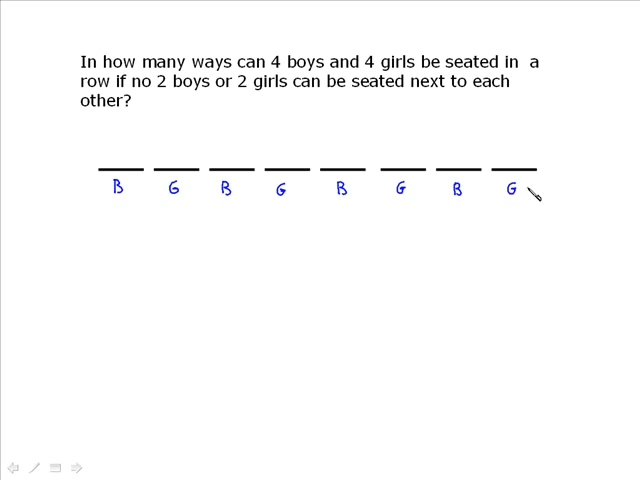 In how many ways can 4 boys and 4 girls be seated in a
row if no 2 boys or 2 girls can be seated next to each
other?
B G B G B G B G